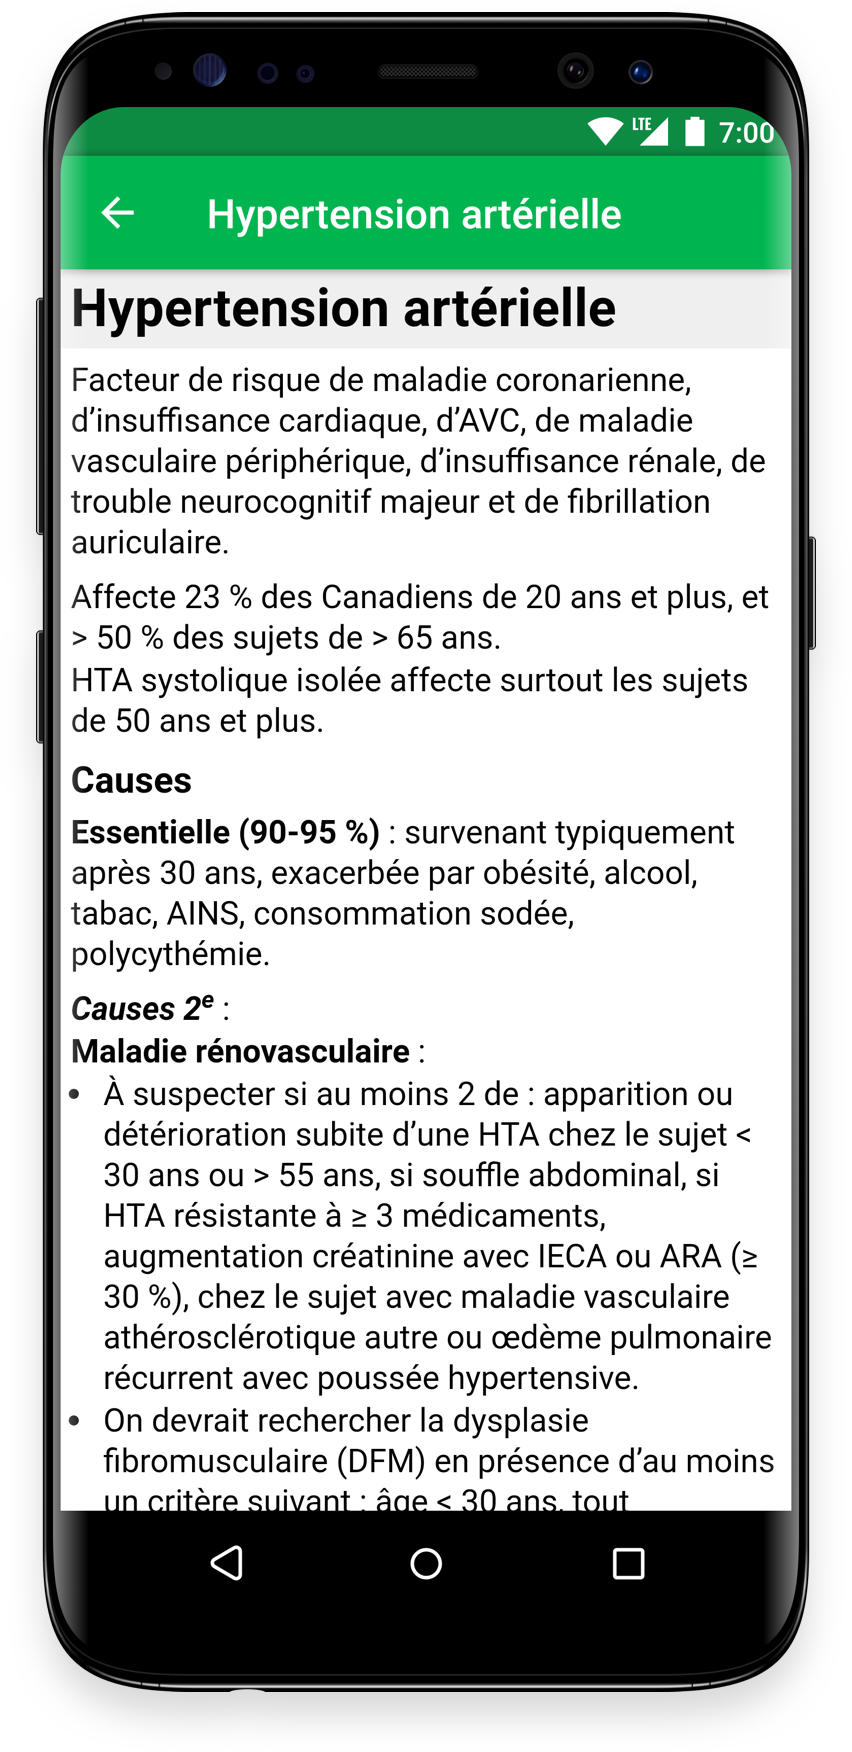 LTE 7:00
Hypertension artérielle
Hypertension artérielle
Facteur de risque de maladie coronarienne,
d’insuffisance cardiaque, d’AVC, de maladie
vasculaire périphérique, d’insuffisance rénale, de
trouble neurocognitif majeur et de fibrillation
auriculaire.
Affecte 23 % des Canadiens de 20 ans et plus, et
> 50 % des sujets de > 65 ans.
HTA systolique isolée affecte surtout les sujets
de 50 ans et plus.
Causes
Essentielle (90-95 %) : survenant typiquement
après 30 ans, exacerbée par obésité, alcool,
tabac, AINS, consommation sodée,
polycythémie.
Causes 2e :
Maladie rénovasculaire :
• À suspecter si au moins 2 de : apparition ou
détérioration subite d’une HTA chez le sujet <
30 ans ou > 55 ans, si souffle abdominal, si
HTA résistante à ≥ 3 médicaments,
augmentation créatinine avec IECA ou ARA (≥
30 %), chez le sujet avec maladie vasculaire
athérosclérotique autre ou œdème pulmonaire
récurrent avec poussée hypertensive.
• On devrait rechercher la dysplasie
fibromusculaire (DFM) en présence d’au moins
un critère suivant : âge < 30 ans, tout